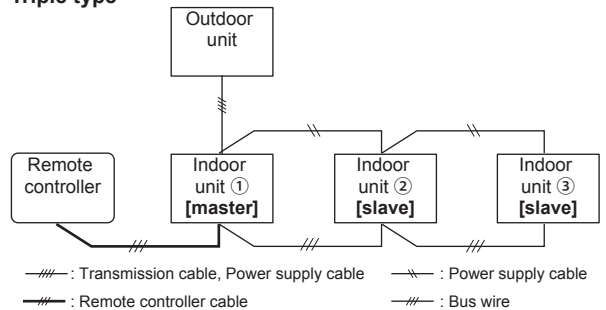 Triple type
Outdoor
unit
Remote
controller
Indoor
unit ①
[master]
Indoor
unit ②
[slave]
Indoor
unit ③
[slave]
: Transmission cable, Power supply cable
: Power supply cable
: Remote controller cable
: Bus wire